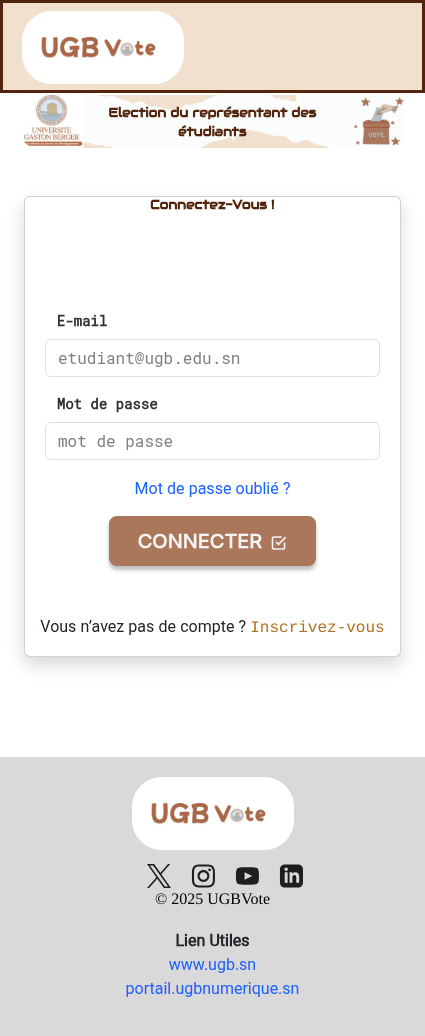 UGB Vote
UNIVERSITE
GASTON BERGER
Election du représentant des
étudiants
VOTE
Connectez-Vous !
E-mail
etudiant@ugb.edu.sn
Mot de passe
mot de passe
Mot de passe oublié ?
CONNECTER
Vous n’avez pas de compte ? Inscrivez-vous
UGB Vote
© 2025 UGBVote
Lien Utiles
www.ugb.sn
portail.ugbnumerique.sn